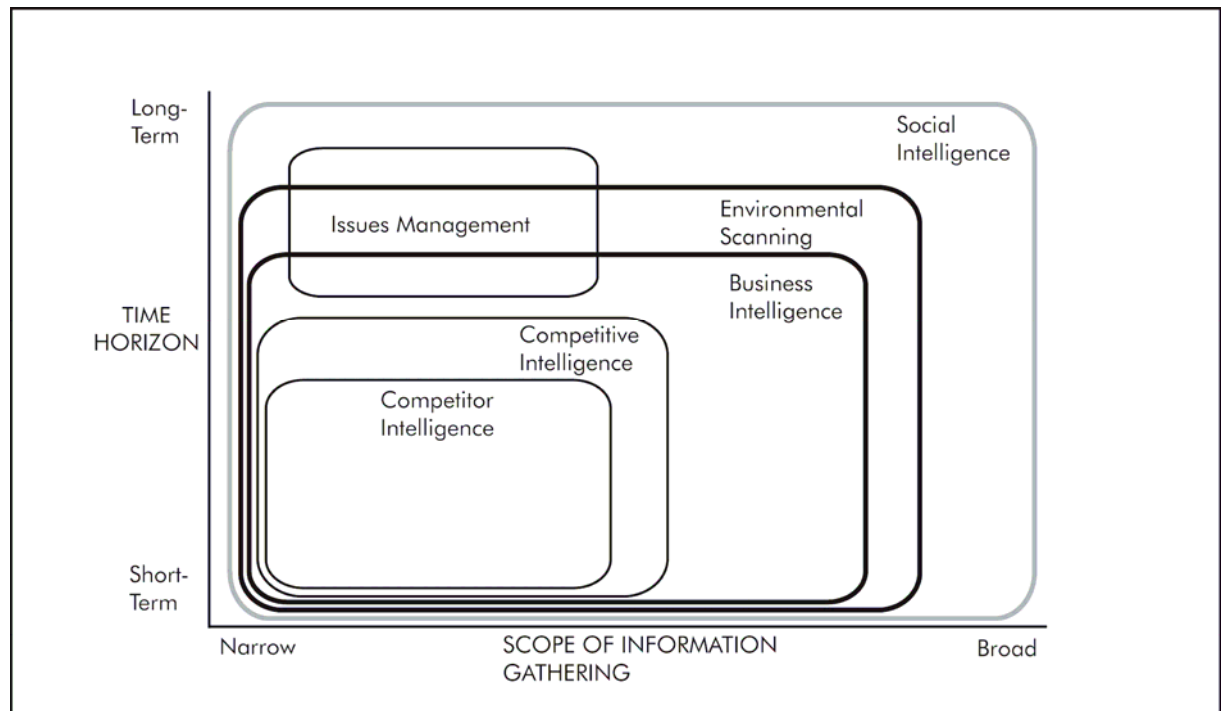 Long-
Term
Social
Intelligence
Issues Management
Environmental
Scanning
Business
Intelligence
TIME
HORIZON
Competitive
Intelligence
Competitor
Intelligence
Short-
Term
Narrow
SCOPE OF INFORMATION
GATHERING
Broad